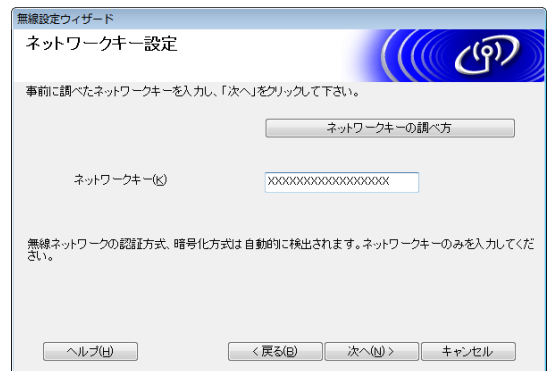 無線設定ウィザード
ネットワークキー設定
事前に調べたネットワークキーを入力し、「次へ」をクリックして下さい。
ネットワークキーの調べ方
ネットワークキー(K)
XXXXXXXXXXXXXXXXXX
無線ネットワークの認証方式、暗号化方式は自動的に検出されます。ネットワークキーのみを入力してくだ
さい。
ヘルプ(H)
< 戻る(B)
次へ(N) >
キャンセル